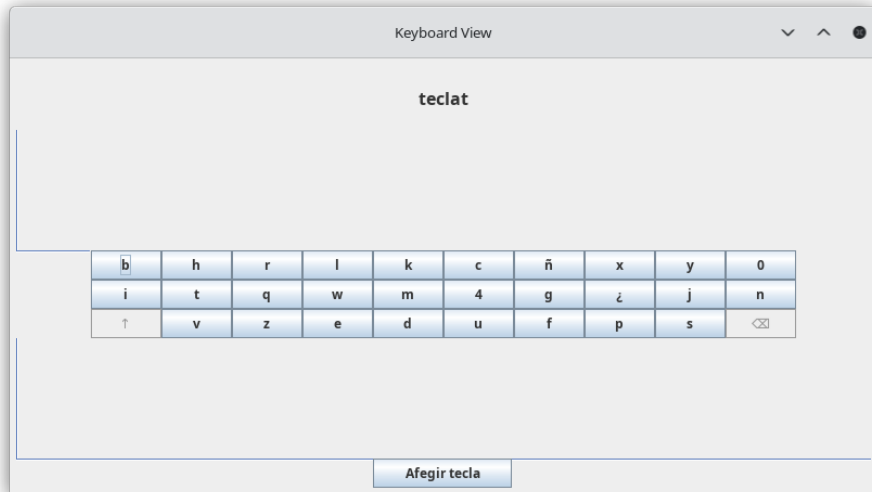 Keyboard View
teclat
b h r l k c ñ x y 0
i t q w m 4 g ¿ j n
↑ v z e d u f p s ⌫
Afegir tecla